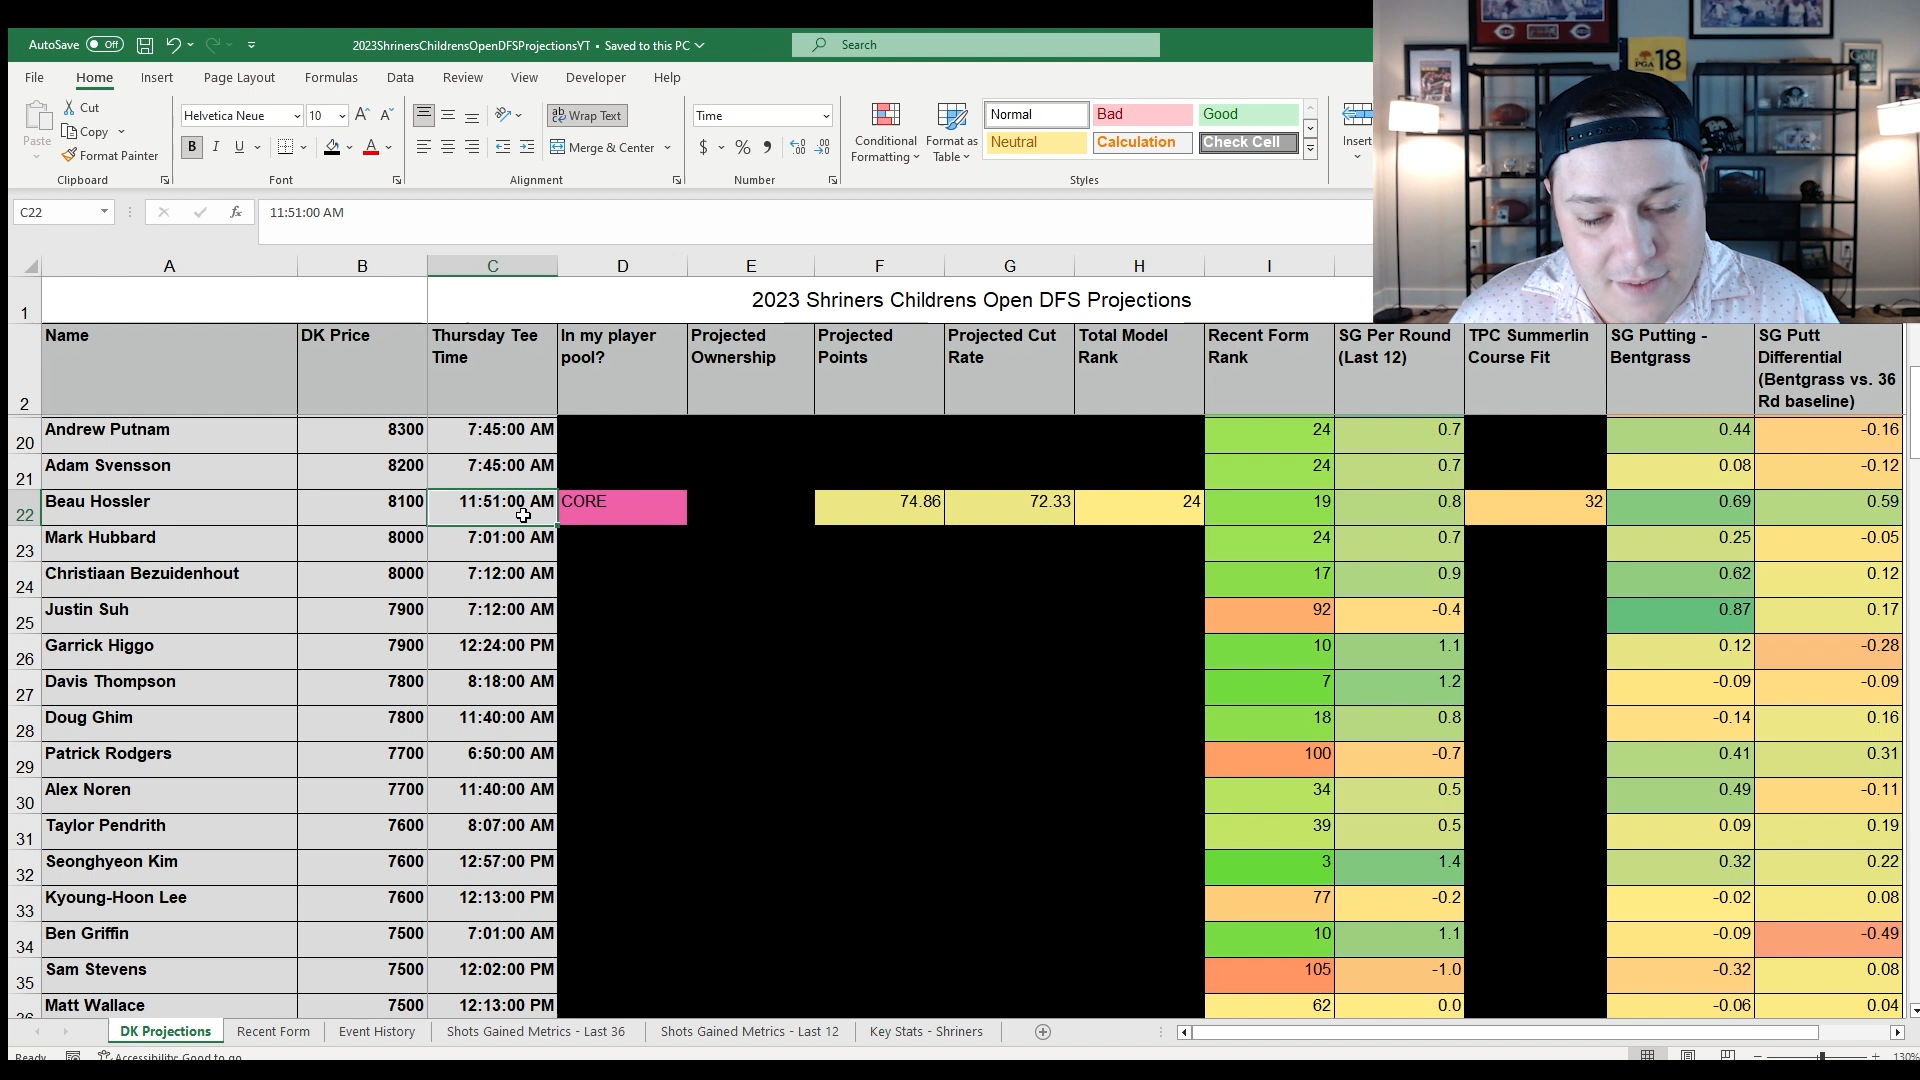 AutoSave Off 2023ShrinersChildrensOpenDFSProjectionsYT • Saved to this PC Search
File Home Insert Page Layout Formulas Data Review View Developer Help
Cut
Copy
Format Painter
Paste
Clipboard
Helvetica Neue 10
B I U
Font
Wrap Text
Merge & Center
Alignment
Time
$ % 9
Number
Conditional Formatting
Format as Table
Normal Bad Good
Neutral Calculation Check Cell
Styles
Insert
PGA 18
Golf
C22 fx 11:51:00 AM
A B C D E F G H I
1 2023 Shriners Childrens Open DFS Projections
2 Name DK Price Thursday Tee Time In my player pool? Projected Ownership Projected Points Projected Cut Rate Total Model Rank Recent Form Rank SG Per Round (Last 12) TPC Summerlin Course Fit SG Putting - Bentgrass SG Putt Differential (Bentgrass vs. 36 Rd baseline)
20 Andrew Putnam 8300 7:45:00 AM 24 0.7 0.44 -0.16
21 Adam Svensson 8200 7:45:00 AM 24 0.7 0.08 -0.12
22 Beau Hossler 8100 11:51:00 AM CORE 74.86 72.33 24 19 0.8 32 0.69 0.59
23 Mark Hubbard 8000 7:01:00 AM 24 0.7 0.25 -0.05
24 Christiaan Bezuidenhout 8000 7:12:00 AM 17 0.9 0.62 0.12
25 Justin Suh 7900 7:12:00 AM 92 -0.4 0.87 0.17
26 Garrick Higgo 7900 12:24:00 PM 10 1.1 0.12 -0.28
27 Davis Thompson 7800 8:18:00 AM 7 1.2 -0.09 -0.09
28 Doug Ghim 7800 11:40:00 AM 18 0.8 -0.14 0.16
29 Patrick Rodgers 7700 6:50:00 AM 100 -0.7 0.41 0.31
30 Alex Noren 7700 11:40:00 AM 34 0.5 0.49 -0.11
31 Taylor Pendrith 7600 8:07:00 AM 39 0.5 0.09 0.19
32 Seonghyeon Kim 7600 12:57:00 PM 3 1.4 0.32 0.22
33 Kyoung-Hoon Lee 7600 12:13:00 PM 77 -0.2 -0.02 0.08
34 Ben Griffin 7500 7:01:00 AM 10 1.1 -0.09 -0.49
35 Sam Stevens 7500 12:02:00 PM 105 -1.0 -0.32 0.08
Matt Wallace 7500 12:13:00 PM 62 0.0 -0.06 0.04
DK Projections Recent Form Event History Shots Gained Metrics - Last 36 Shots Gained Metrics - Last 12 Key Stats - Shriners
Ready Accessibility: Good to go 130%